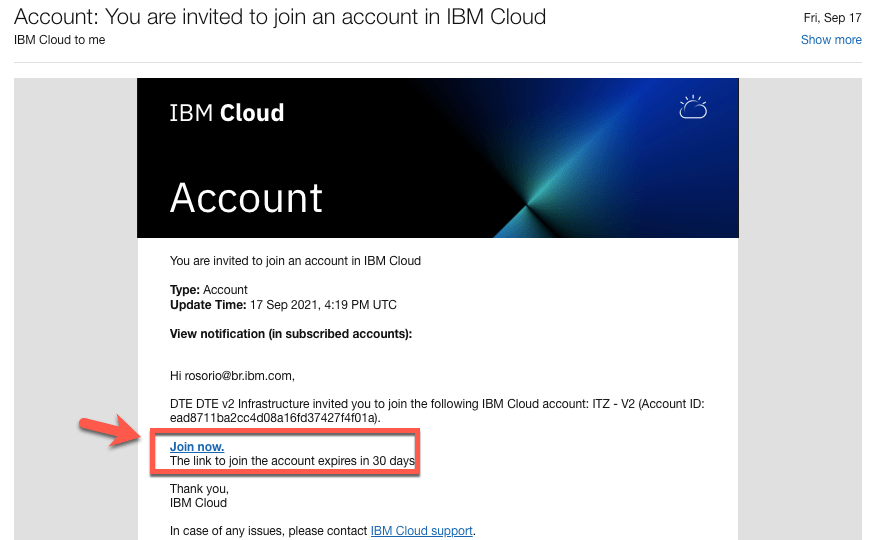 Account: You are invited to join an account in IBM Cloud
Fri, Sep 17
IBM Cloud to me
Show more
IBM Cloud
Account
You are invited to join an account in IBM Cloud
Type: Account
Update Time: 17 Sep 2021, 4:19 PM UTC
View notification (in subscribed accounts):
Hi rosorio@br.ibm.com,
DTE DTE v2 Infrastructure invited you to join the following IBM Cloud account: ITZ - V2 (Account ID:
ead8711ba2cc4d08a16fd37427f4f01a).
Join now.
The link to join the account expires in 30 days
Thank you,
IBM Cloud
In case of any issues, please contact IBM Cloud support.